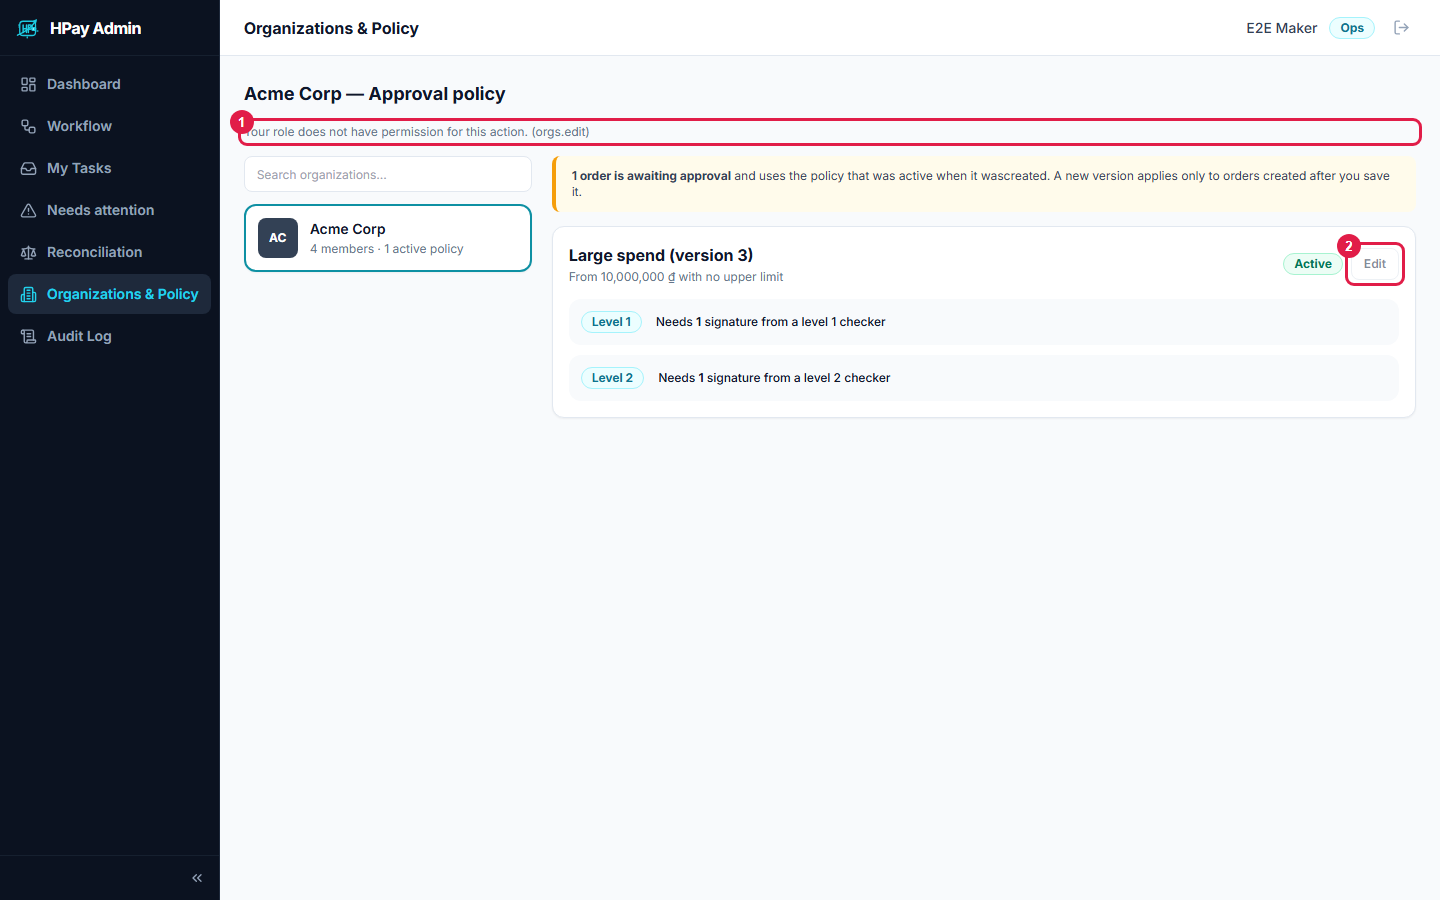 HPay Admin
Organizations & Policy
E2E Maker
Ops
Dashboard
Workflow
My Tasks
Needs attention
Reconciliation
Organizations & Policy
Audit Log
Acme Corp — Approval policy
1
our role does not have permission for this action. (orgs.edit)
Search organizations...
AC
Acme Corp
4 members · 1 active policy
1 order is awaiting approval and uses the policy that was active when it wascreated. A new version applies only to orders created after you save
it.
Large spend (version 3)
From 10,000,000 ₫ with no upper limit
Active
2
Edit
Level 1
Needs 1 signature from a level 1 checker
Level 2
Needs 1 signature from a level 2 checker